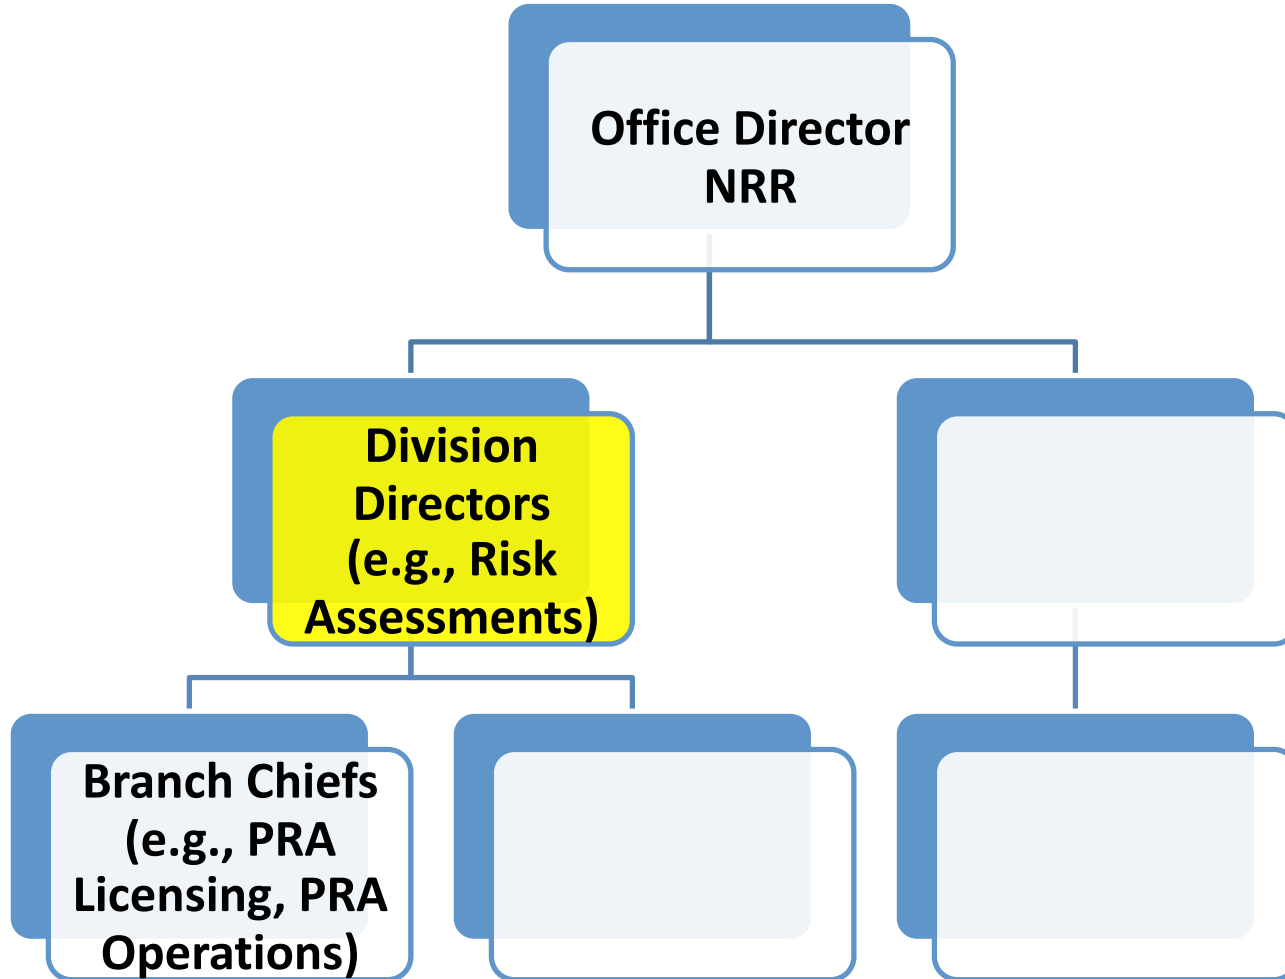 Office Director
NRR
Division
Directors
(e.g., Risk
Assessments)
Branch Chiefs
(e.g., PRA
Licensing, PRA
Operations)